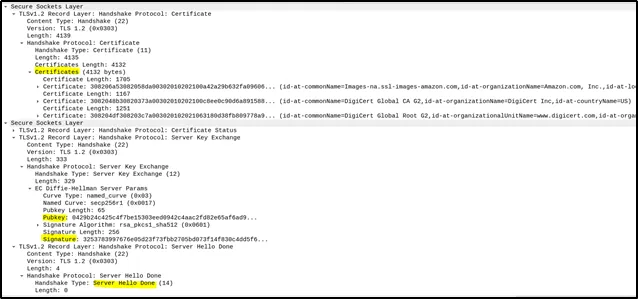 Secure Sockets Layer
TLSv1.2 Record Layer: Handshake Protocol: Certificate
Content Type: Handshake (22)
Version: TLS 1.2 (0x0303)
Length: 4139
Handshake Protocol: Certificate
Handshake Type: Certificate (11)
Length: 4135
Certificates Length: 4132
Certificates (4132 bytes)
Certificate Length: 1705
Certificate: (id-at-commonName=Images-na.ssl-images-amazon.com,id-at-organizationName=Amazon.com, Inc.,id-at-lo
Certificate Length: 1167
Certificate: (id-at-commonName=DigiCert Global CA G2,id-at-organizationName=DigiCert Inc,id-at-countryName=US)
Certificate Length: 1251
Certificate: (id-at-commonName=DigiCert Global Root G2,id-at-organizationalUnitName=www.digicert.com,id-at-orga
Secure Sockets Layer
TLSv1.2 Record Layer: Handshake Protocol: Certificate Status
TLSv1.2 Record Layer: Handshake Protocol: Server Key Exchange
Content Type: Handshake (22)
Version: TLS 1.2 (0x0303)
Length: 333
Handshake Protocol: Server Key Exchange
Handshake Type: Server Key Exchange (12)
Length: 329
EC Diffie-Hellman Server Params
Curve Type: named_curve (0x03)
Named Curve: secp256r1 (0x0017)
Pubkey Length: 65
Pubkey: 0429b24c425c4f7be15303eed0942c4aac2fd82e65af6ad9...
Signature Algorithm: rsa_pkcs1_sha512 (0x0601)
Signature Length: 256
Signature: 3253783997676e05d23f73fbb2785bd073f14f830c4dd5f6...
TLSv1.2 Record Layer: Handshake Protocol: Server Hello Done
Content Type: Handshake (22)
Version: TLS 1.2 (0x0303)
Length: 4
Handshake Protocol: Server Hello Done
Handshake Type: Server Hello Done (14)
Length: 0